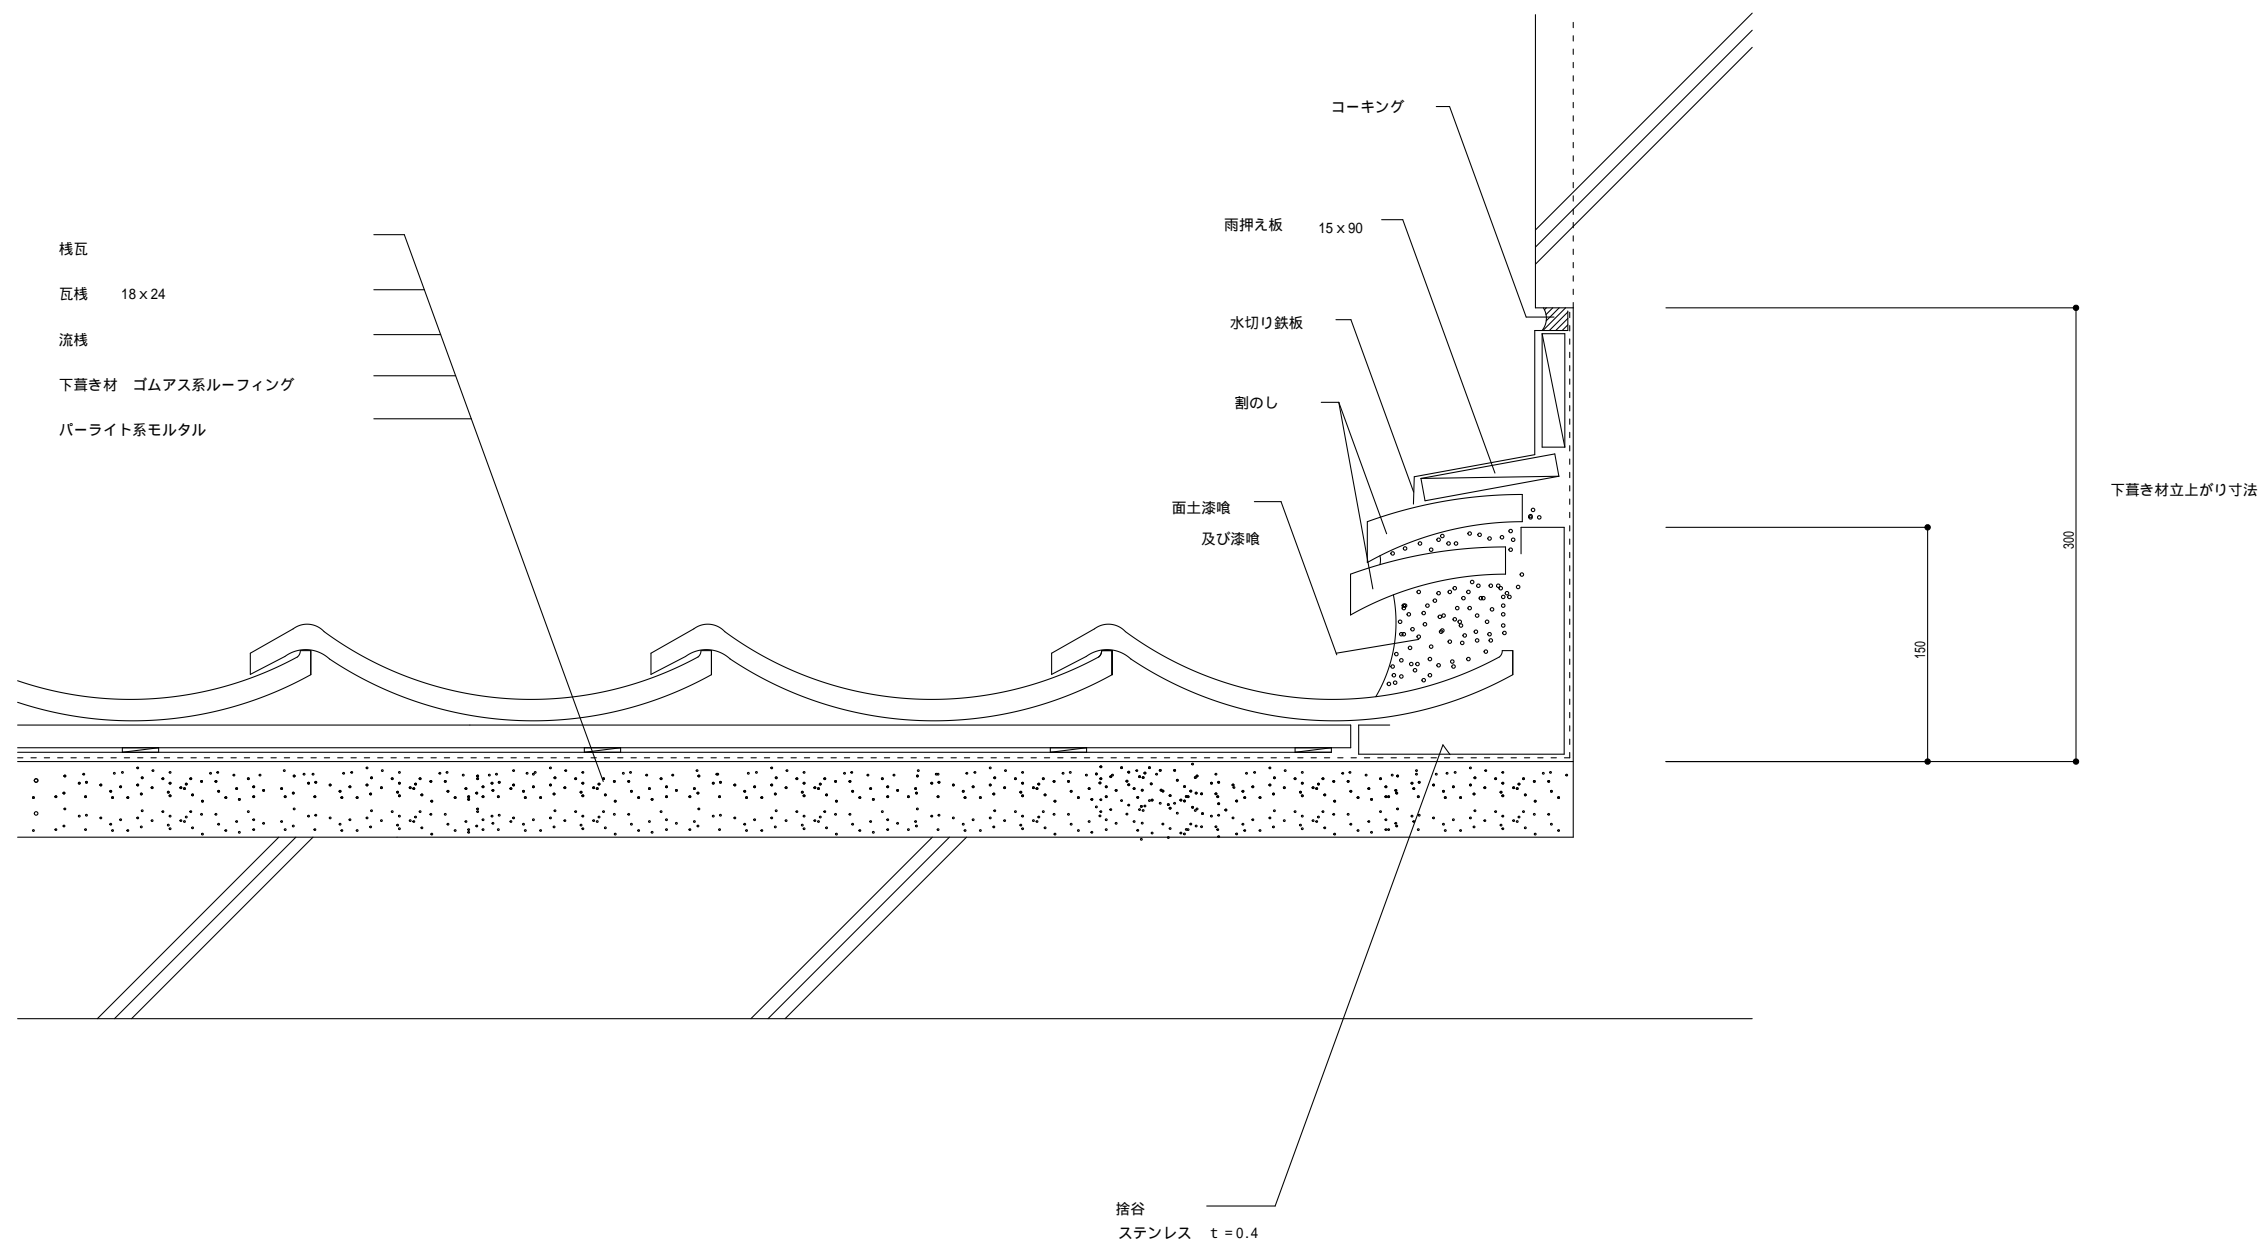 コーキング
雨押え板 15x90
桟瓦
瓦桟 18x24
流桟
下葺き材 ゴムアス系ルーフィング
パーライト系モルタル
水切り鉄板
割のし
面土漆喰
及び漆喰
下葺き材立上がり寸法
300
150
捨谷
ステンレス t=0.4